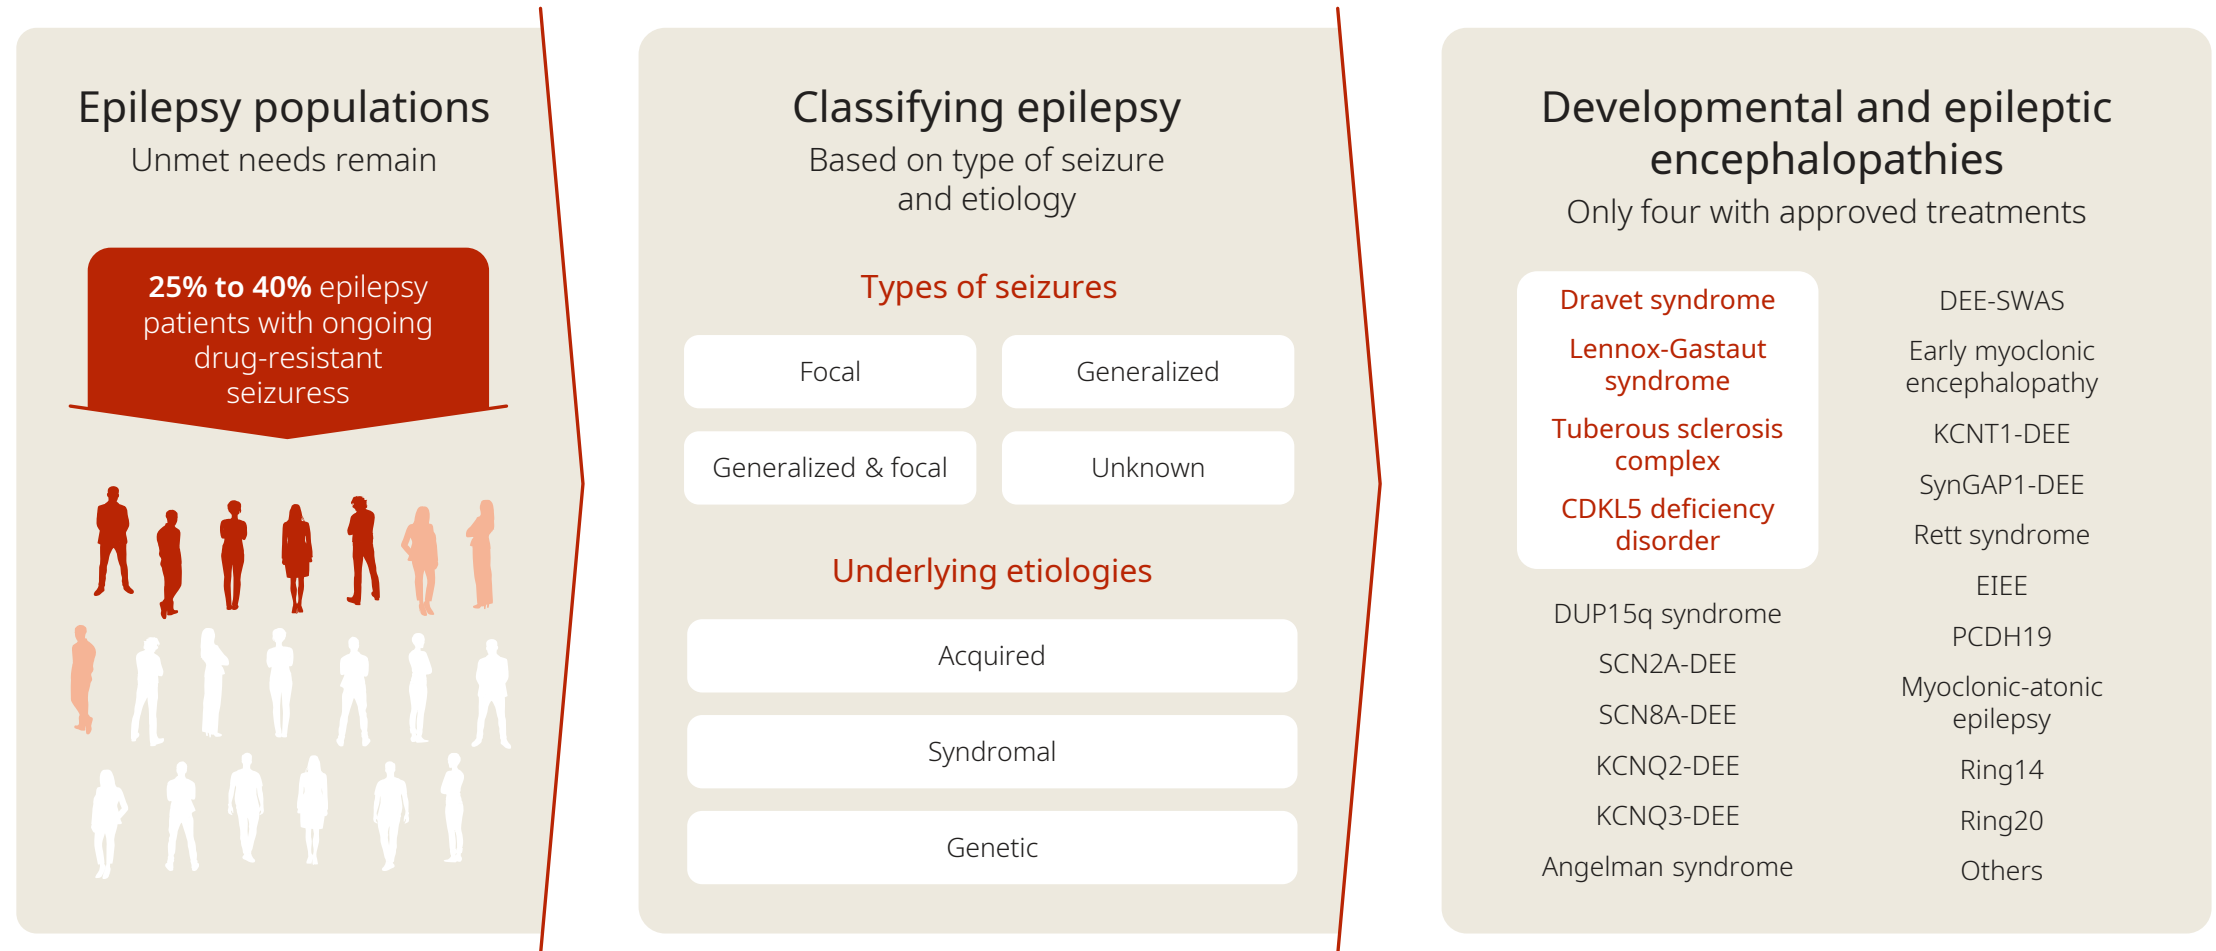 Epilepsy populations
Unmet needs remain
25% to 40% epilepsy
patients with ongoing
drug-resistant
seizuress
Classifying epilepsy
Based on type of seizure
and etiology
Types of seizures
Focal
Generalized
Generalized & focal
Unknown
Underlying etiologies
Acquired
Syndromal
Genetic
Developmental and epileptic
encephalopathies
Only four with approved treatments
Dravet syndrome
Lennox-Gastaut
syndrome
Tuberous sclerosis
complex
CDKL5 deficiency
disorder
DUP15q syndrome
SCN2A-DEE
SCN8A-DEE
KCNQ2-DEE
KCNQ3-DEE
Angelman syndrome
DEE-SWAS
Early myoclonic
encephalopathy
KCNT1-DEE
SynGAP1-DEE
Rett syndrome
EIEE
PCDH19
Myoclonic-atonic
epilepsy
Ring14
Ring20
Others